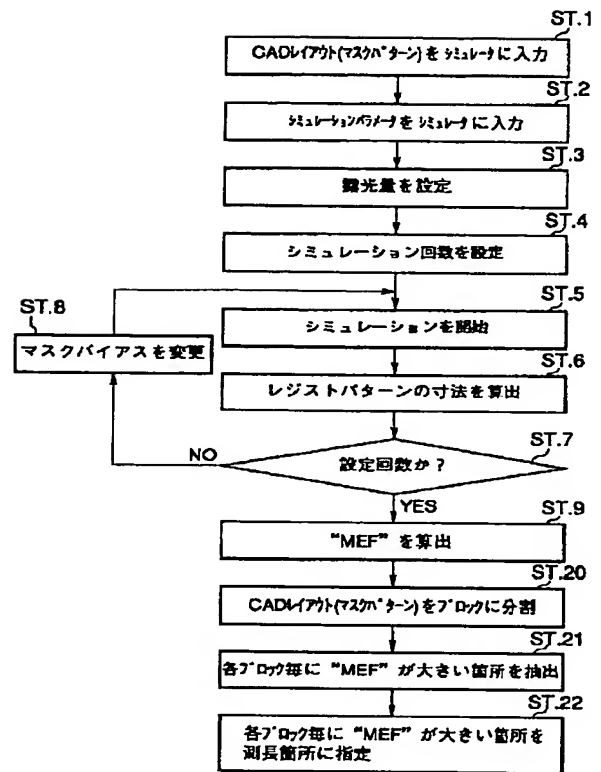 ST.1
CADレイアウト(マスクパターン)をシミュレータに入力
ST.2
シミュレーションパラメータをシミュレータに入力
ST.3
露光量を設定
ST.4
シミュレーション回数を設定
ST.8
マスクバイアスを変更
ST.5
シミュレーションを開始
ST.6
レジストパターンの寸法を算出
ST.7
設定回数か？
NO
YES
ST.9
“MEF”を算出
ST.20
CADレイアウト(マスクパターン)をブロックに分割
ST.21
各ブロック毎に“MEF”が大きい箇所を抽出
ST.22
各ブロック毎に“MEF”が大きい箇所を
測長箇所に指定